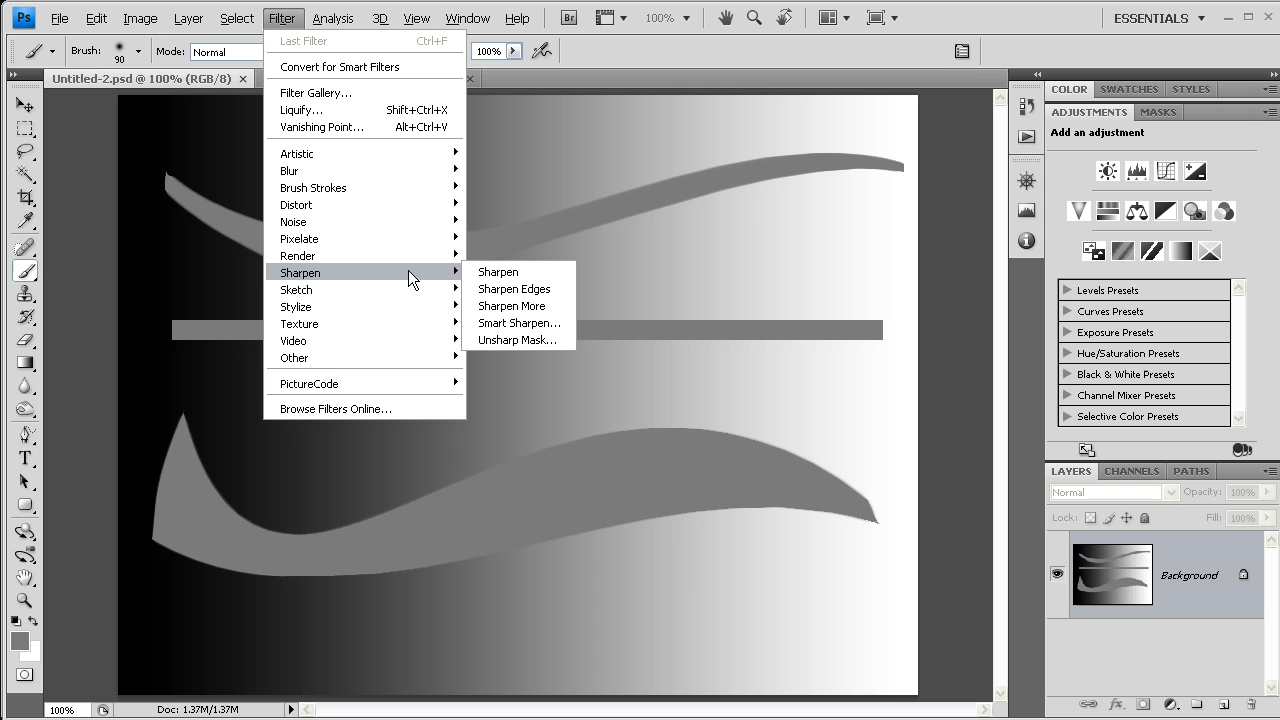 Ps File Edit Image Layer Select Filter Analysis 3D View Window Help Br 100% ESSENTIALS
Brush: 90 Mode: Normal 100%
Untitled-2.psd @ 100% (RGB/8) x x
Last Filter Ctrl+F
Convert for Smart Filters
Filter Gallery...
Liquify... Shift+Ctrl+X
Vanishing Point... Alt+Ctrl+V
Artistic
Blur
Brush Strokes
Distort
Noise
Pixelate
Render
Sharpen
Sketch
Stylize
Texture
Video
Other
PictureCode
Browse Filters Online...
Sharpen
Sharpen Edges
Sharpen More
Smart Sharpen...
Unsharp Mask...
T
COLOR SWATCHES STYLES
ADJUSTMENTS MASKS
Add an adjustment
Levels Presets
Curves Presets
Exposure Presets
Hue/Saturation Presets
Black & White Presets
Channel Mixer Presets
Selective Color Presets
LAYERS CHANNELS PATHS
Normal Opacity: 100%
Lock: Fill: 100%
Background
fx
100% Doc: 1.37M/1.37M